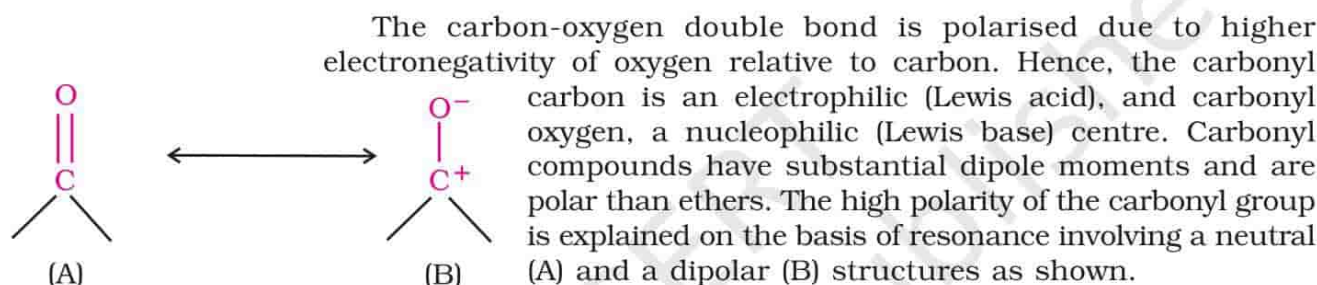 The carbon-oxygen double bond is polarised due to higher
electronegativity of oxygen relative to carbon. Hence, the carbonyl
carbon is an electrophilic (Lewis acid), and carbonyl
oxygen, a nucleophilic (Lewis base) centre. Carbonyl
compounds have substantial dipole moments and are
polar than ethers. The high polarity of the carbonyl group
is explained on the basis of resonance involving a neutral
(A) and a dipolar (B) structures as shown.
O
C
(A)
O–
C+
(B)